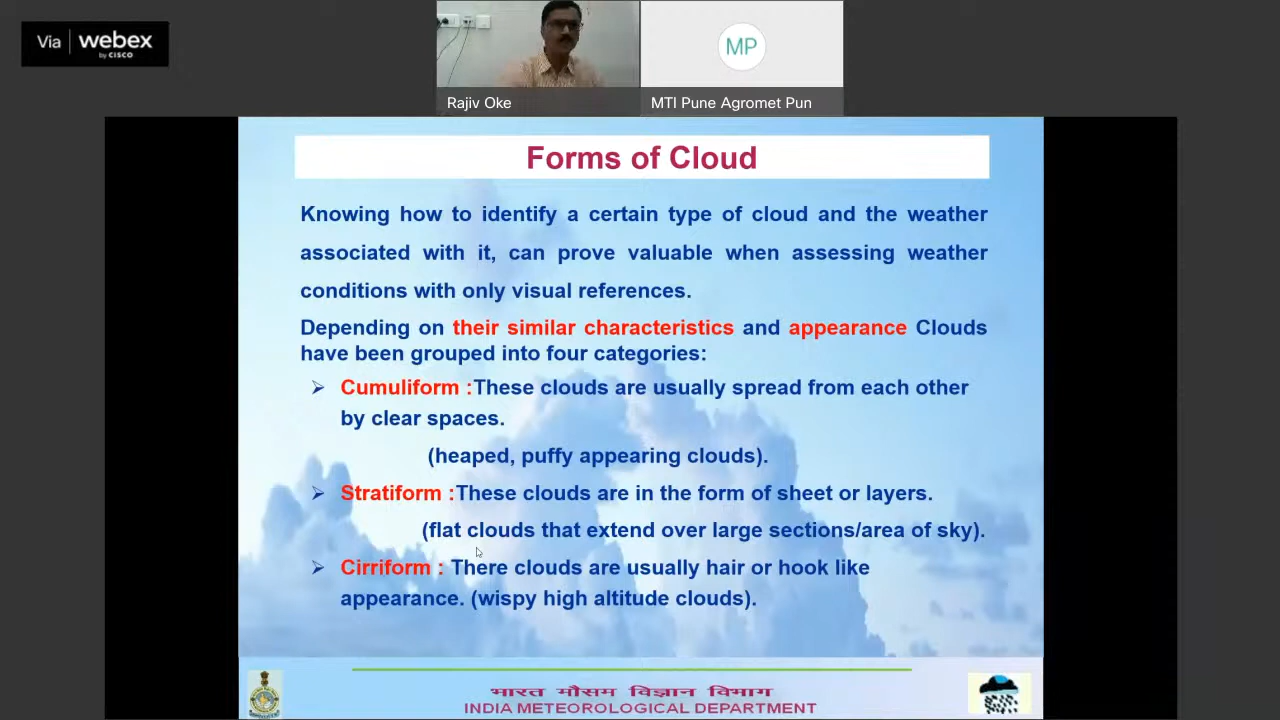 Via webex
by CISCO
MP
Rajiv Oke
MTI Pune Agromet Pun
Forms of Cloud
Knowing how to identify a certain type of cloud and the weather
associated with it, can prove valuable when assessing weather
conditions with only visual references.
Depending on their similar characteristics and appearance Clouds
have been grouped into four categories:
➢ Cumuliform :These clouds are usually spread from each other
by clear spaces.
(heaped, puffy appearing clouds).
➢ Stratiform :These clouds are in the form of sheet or layers.
(flat clouds that extend over large sections/area of sky).
➢ Cirriform : There clouds are usually hair or hook like
appearance. (wispy high altitude clouds).
भारत मौसम विज्ञान विभाग
INDIA METEOROLOGICAL DEPARTMENT